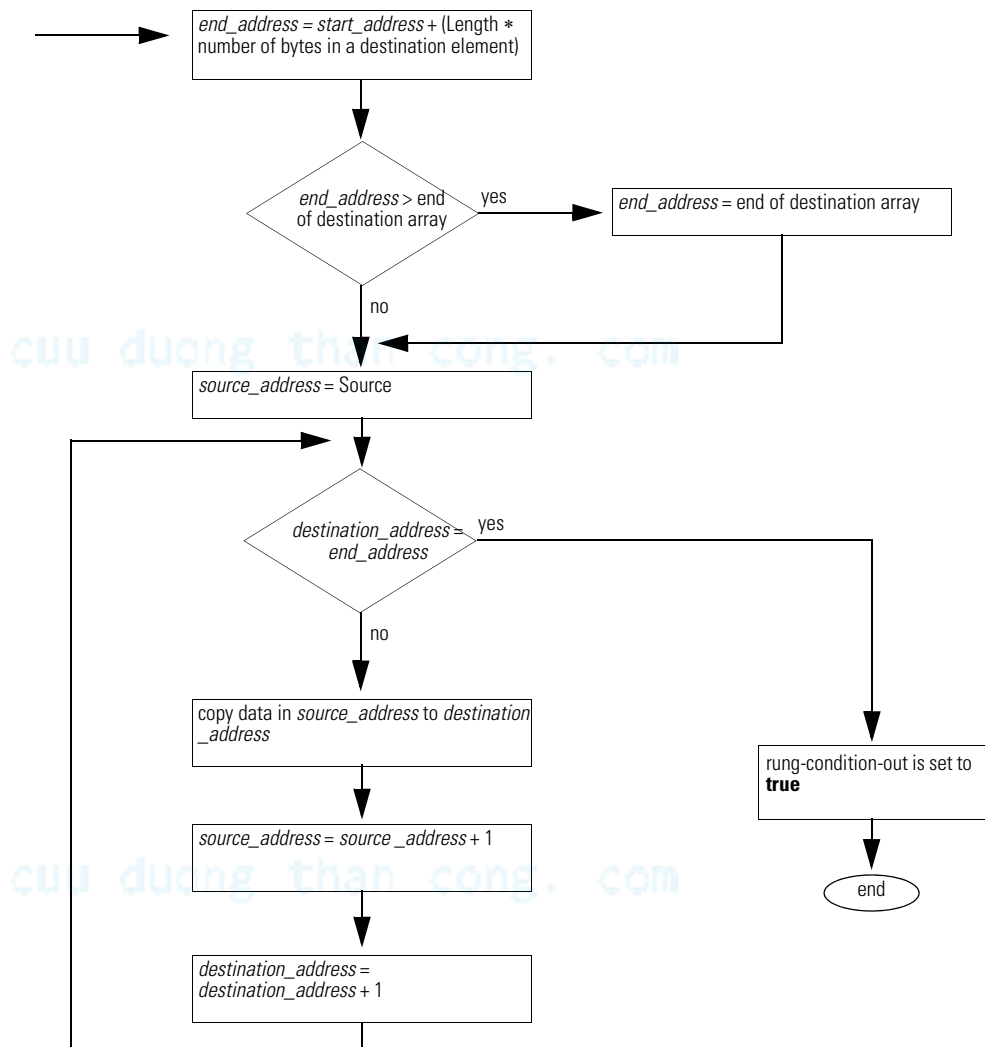 end_address = start_address + (Length *
number of bytes in a destination element)
end_address > end
of destination array
yes
end_address = end of destination array
no
cuu duong than cong. com
source_address = Source
destination_address =
end_address
yes
no
copy data in source_address to destination
_address
rung-condition-out is set to
true
source_address = source _address + 1
cuu duong than cong. com
end
destination_address =
destination_address + 1